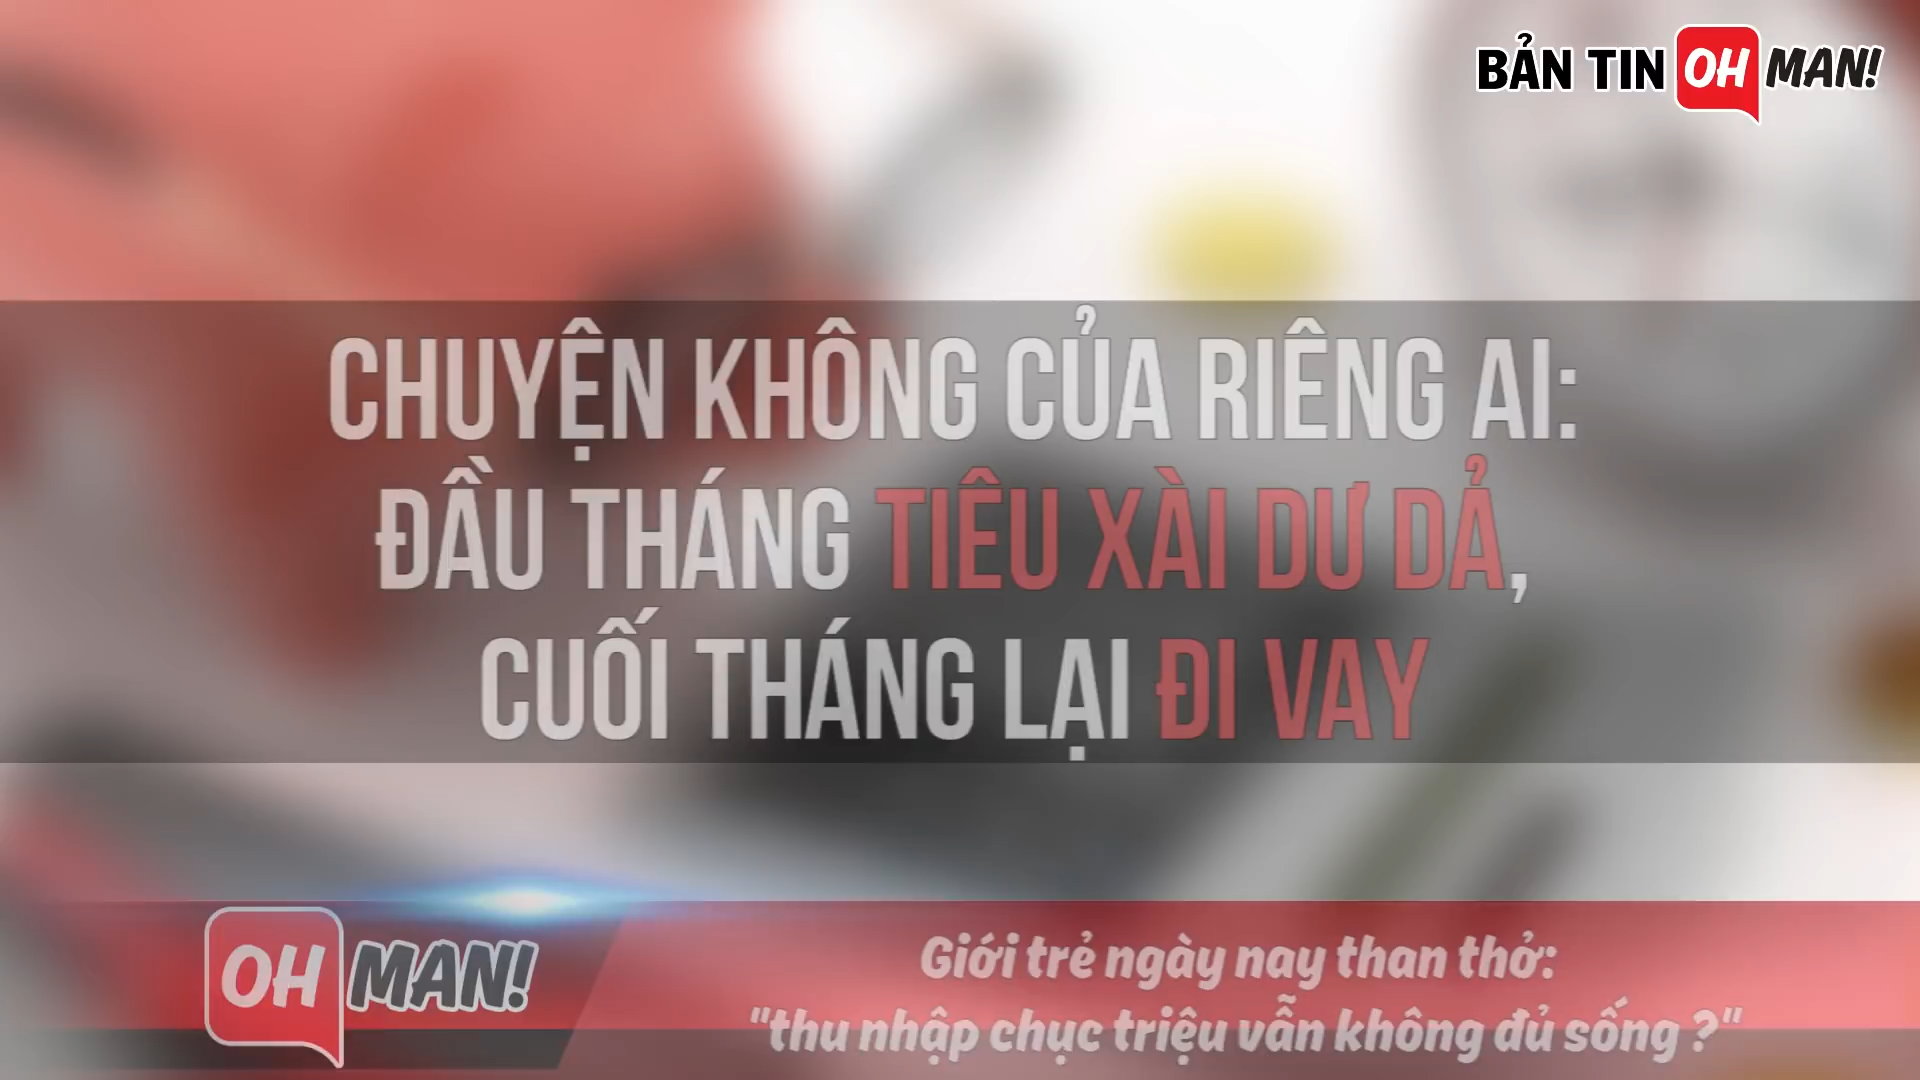 BẢN TIN OH MAN!
CHUYỆN KHÔNG CỦA RIÊNG AI:
ĐẦU THÁNG TIÊU XÀI DƯ DẢ,
CUỐI THÁNG LẠI ĐI VAY
OH MAN!
Giới trẻ ngày nay than thở:
"thu nhập chục triệu vẫn không đủ sống ?"